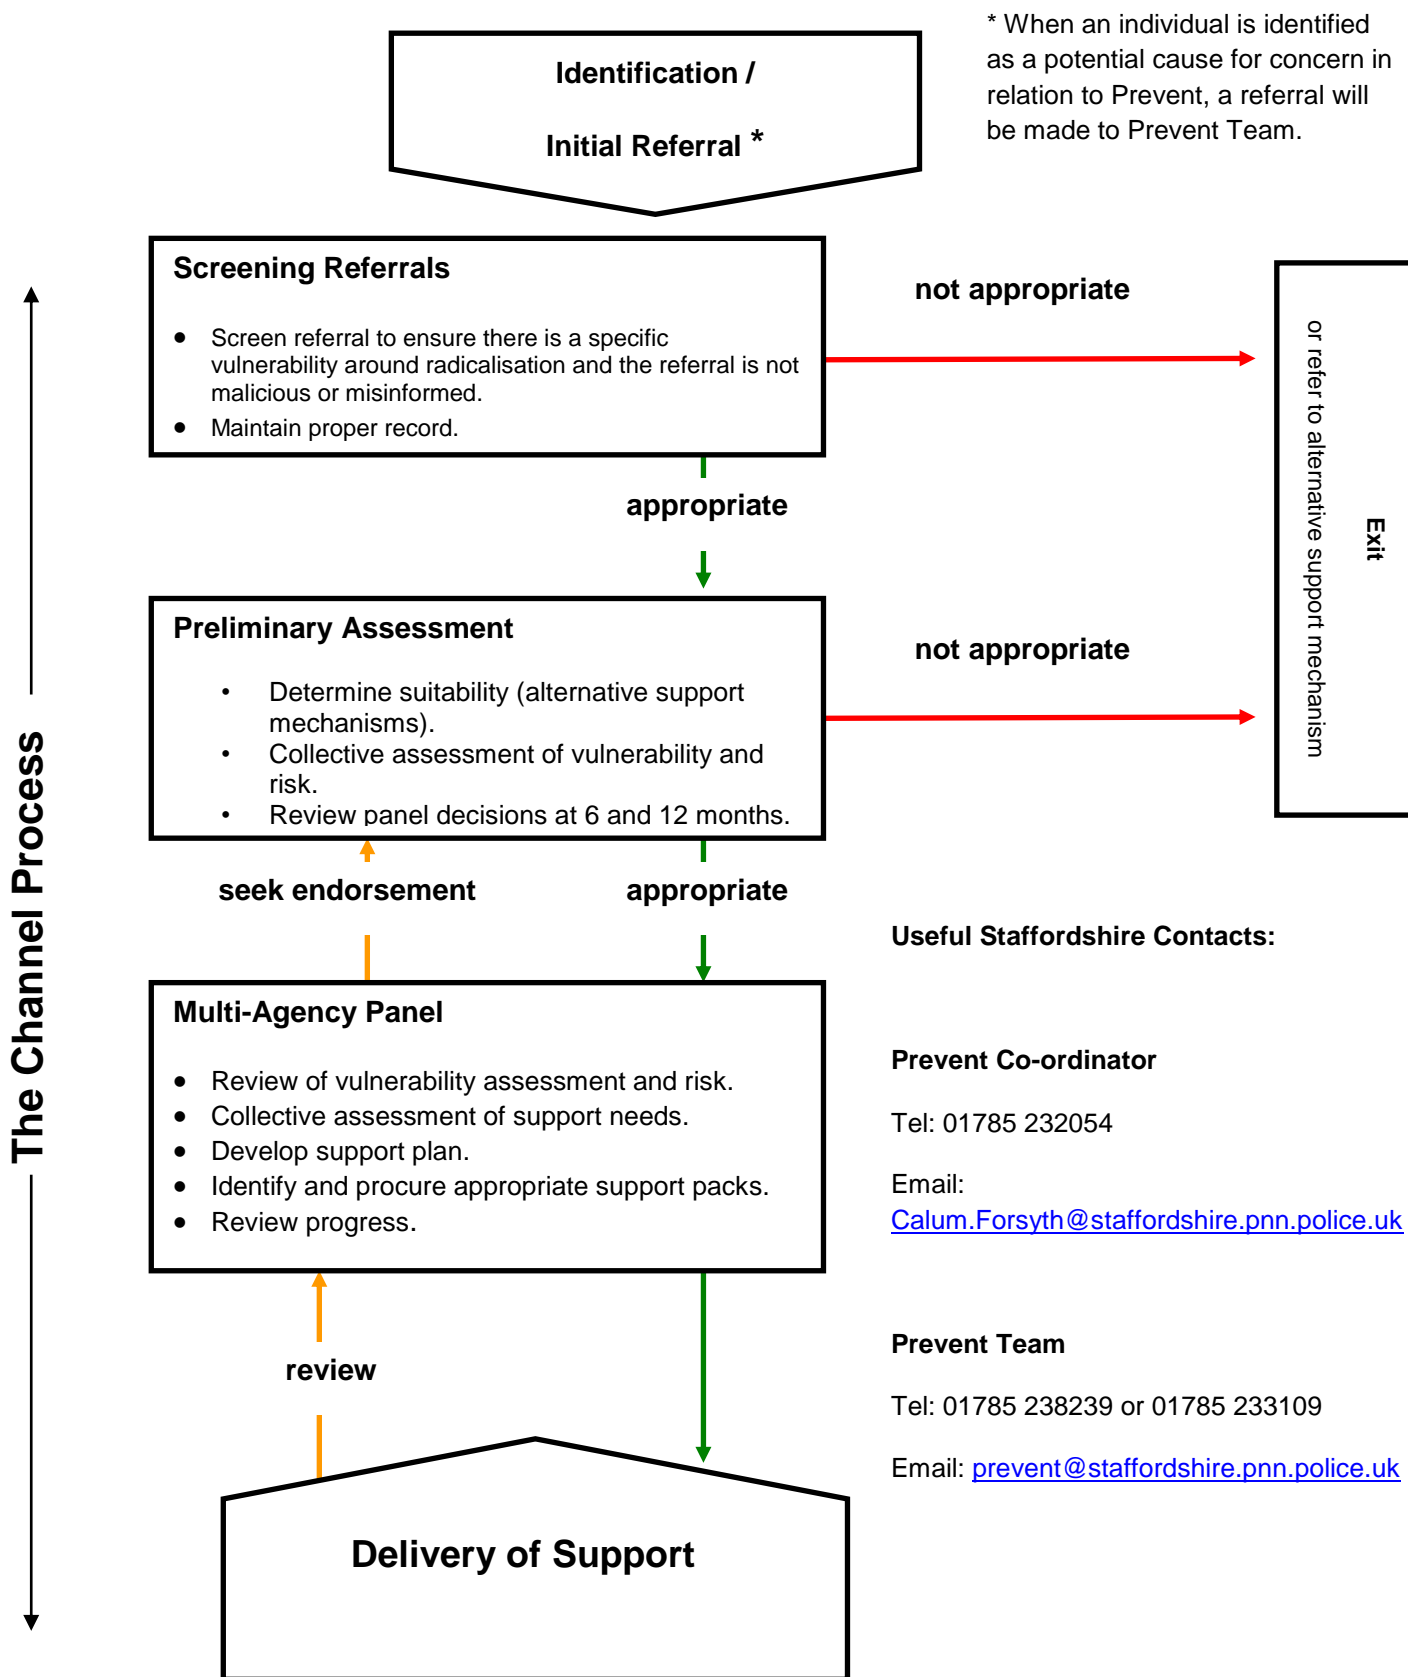 * When an individual is identified
as a potential cause for concern in
relation to Prevent, a referral will
be made to Prevent Team.
Identification /
Initial Referral *
The Channel Process
Screening Referrals
● Screen referral to ensure there is a specific
vulnerability around radicalisation and the referral is not
malicious or misinformed.
● Maintain proper record.
not appropriate
Exit
or refer to alternative support mechanism
appropriate
Preliminary Assessment
• Determine suitability (alternative support
mechanisms).
• Collective assessment of vulnerability and
risk.
• Review panel decisions at 6 and 12 months.
not appropriate
seek endorsement
appropriate
Multi-Agency Panel
● Review of vulnerability assessment and risk.
● Collective assessment of support needs.
● Develop support plan.
● Identify and procure appropriate support packs.
● Review progress.
review
Delivery of Support
Useful Staffordshire Contacts:
Prevent Co-ordinator
Tel: 01785 232054
Email:
Calum.Forsyth@staffordshire.pnn.police.uk
Prevent Team
Tel: 01785 238239 or 01785 233109
Email: prevent@staffordshire.pnn.police.uk